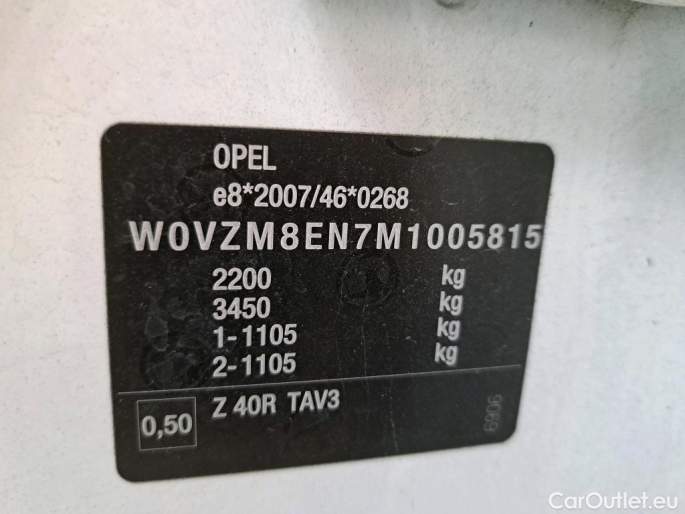 OPEL
e8*2007/46*0268
W0VZM8EN7M1005815
2200 kg
3450 kg
1-1105 kg
2-1105 kg
0,50 Z 40R TAV3
6906
CarOutlet.eu